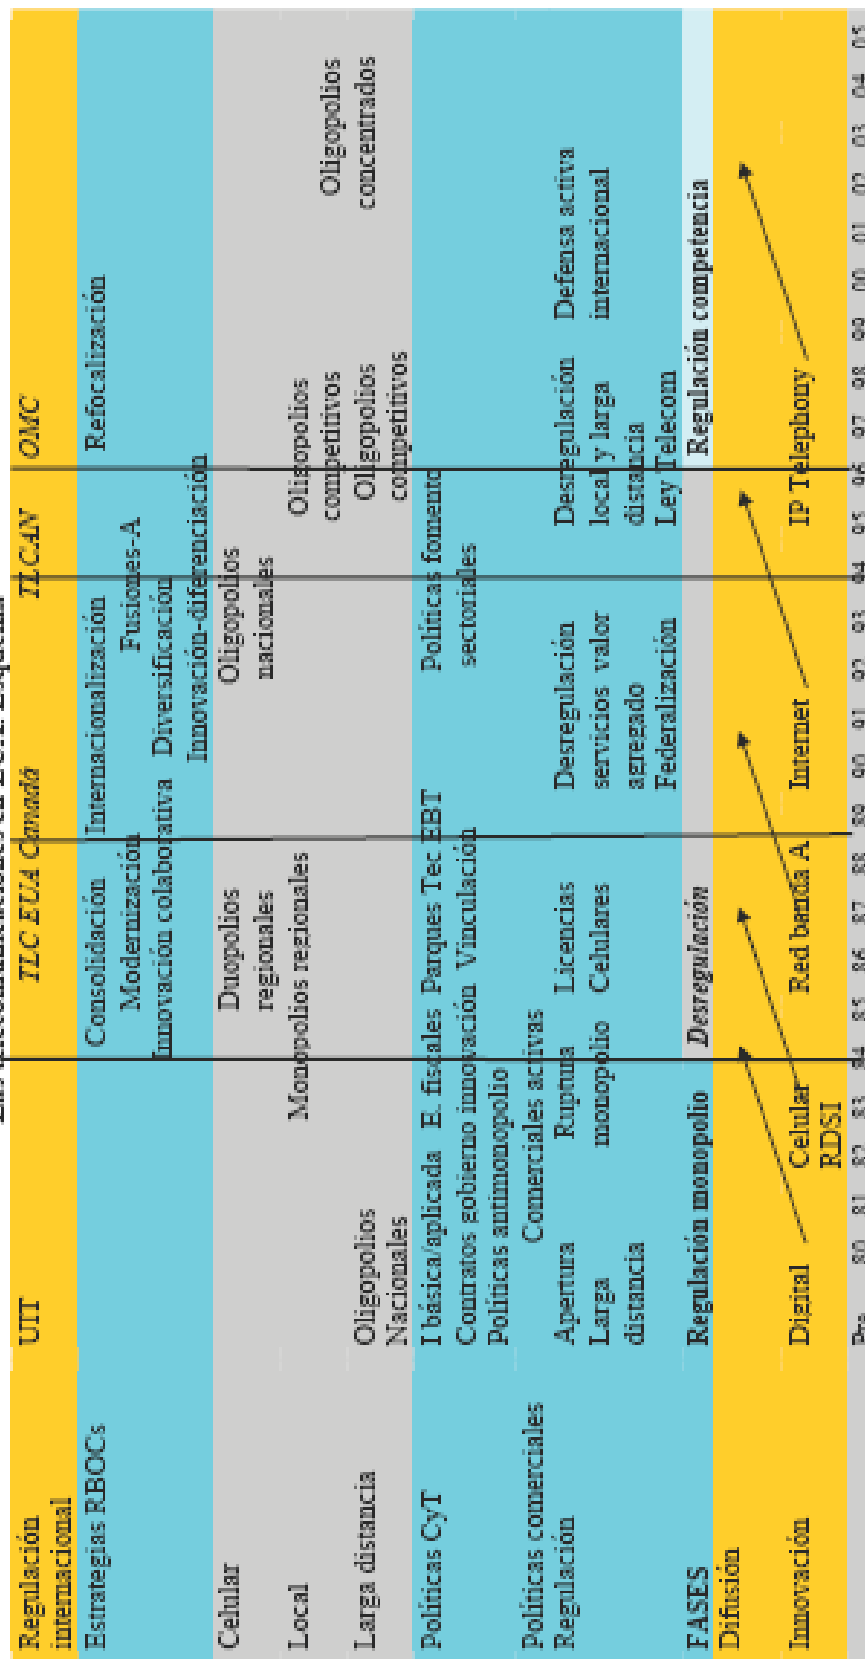 Las telecomunicaciones en EUA. Esquema
Regulación
internacional
UIT
TLC EUA Canadá
TLCAN
OMC
Estrategias RBOCs
Consolidación
Internacionalización
Refocalización
Modernización
Fusiones-A
Innovación colaborativa
Diversificación
Innovación-diferenciación
Celular
Duopolios
regionales
Oligopolios
nacionales
Local
Monopolios regionales
Oligopolios
competitivos
Larga distancia
Oligopolios
Nacionales
Oligopolios
competitivos
Oligopolios
concentrados
Políticas CyT
I básica/aplicada
E. fiscales
Parques Tec EBT
Políticas fomento
sectoriales
Contratos gobierno innovación
Vinculación
Políticas antimonopolio
Políticas comerciales
Comerciales activas
Regulación
Apertura
Larga
distancia
Ruptura
monopolio
Licencias
Celulares
Desregulación
servicios valor
agregado
Federalización
Desregulación
local y larga
distancia
Ley Telecom
Defensa activa
internacional
FASES
Regulación monopolio
Desregulación
Regulación competencia
Difusión
Innovación
Digital
Celular
RDSI
Red banda A
Internet
IP Telephony
Pre 80 81 82 83 84 85 86 87 88 89 90 91 92 93 94 95 96 97 98 99 00 01 02 03 04 05